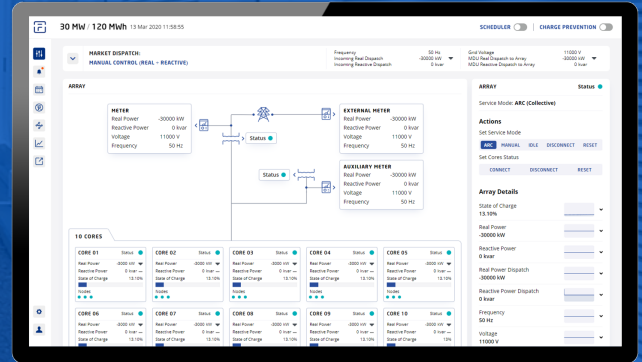 30 MW / 120 MWh 13 Mar 2020 11:58:55
SCHEDULER
CHARGE PREVENTION
MARKET DISPATCH:
MANUAL CONTROL (REAL + REACTIVE)
Frequency 50 Hz
Incoming Real Dispatch -30000 kW
Incoming Reactive Dispatch 0 kvar
Grid Voltage 11000 V
MDU Real Dispatch to Array -30000 kW
MDU Reactive Dispatch to Array 0 kvar
ARRAY
METER
Real Power -30000 kW
Reactive Power 0 kvar
Voltage 11000 V
Frequency 50 Hz
Status
EXTERNAL METER
Real Power -30000 kW
Reactive Power 0 kvar
Voltage 11000 V
Frequency 50 Hz
Status
AUXILIARY METER
Real Power -30000 kW
Reactive Power 0 kvar
Voltage 11000 V
Frequency 50 Hz
10 CORES
CORE 01 Status
Real Power -3000 kW
Reactive Power 0 kvar
State of Charge 13.10%
Nodes
CORE 02 Status
Real Power -3000 kW
Reactive Power 0 kvar
State of Charge 13.10%
Nodes
CORE 03 Status
Real Power -3000 kW
Reactive Power 0 kvar
State of Charge 13.10%
Nodes
CORE 04 Status
Real Power -3000 kW
Reactive Power 0 kvar
State of Charge 13.10%
Nodes
CORE 05 Status
Real Power -3000 kW
Reactive Power 0 kvar
State of Charge 13.10%
Nodes
CORE 06 Status
Real Power -3000 kW
Reactive Power 0 kvar
State of Charge 13.10%
CORE 07 Status
Real Power -3000 kW
Reactive Power 0 kvar
State of Charge 13.10%
CORE 08 Status
Real Power -3000 kW
Reactive Power 0 kvar
State of Charge 13.10%
CORE 09 Status
Real Power -3000 kW
Reactive Power 0 kvar
State of Charge 13.10%
CORE 10 Status
Real Power -3000 kW
Reactive Power 0 kvar
State of Charge 13.10%
ARRAY Status
Service Mode: ARC (Collective)
Actions
Set Service Mode
ARC MANUAL IDLE DISCONNECT RESET
Set Cores Status
CONNECT DISCONNECT RESET
Array Details
State of Charge
13.10%
Real Power
-30000 kW
Reactive Power
0 kvar
Real Power Dispatch
-30000 kW
Reactive Power Dispatch
0 kvar
Frequency
50 Hz
Voltage
11000 V